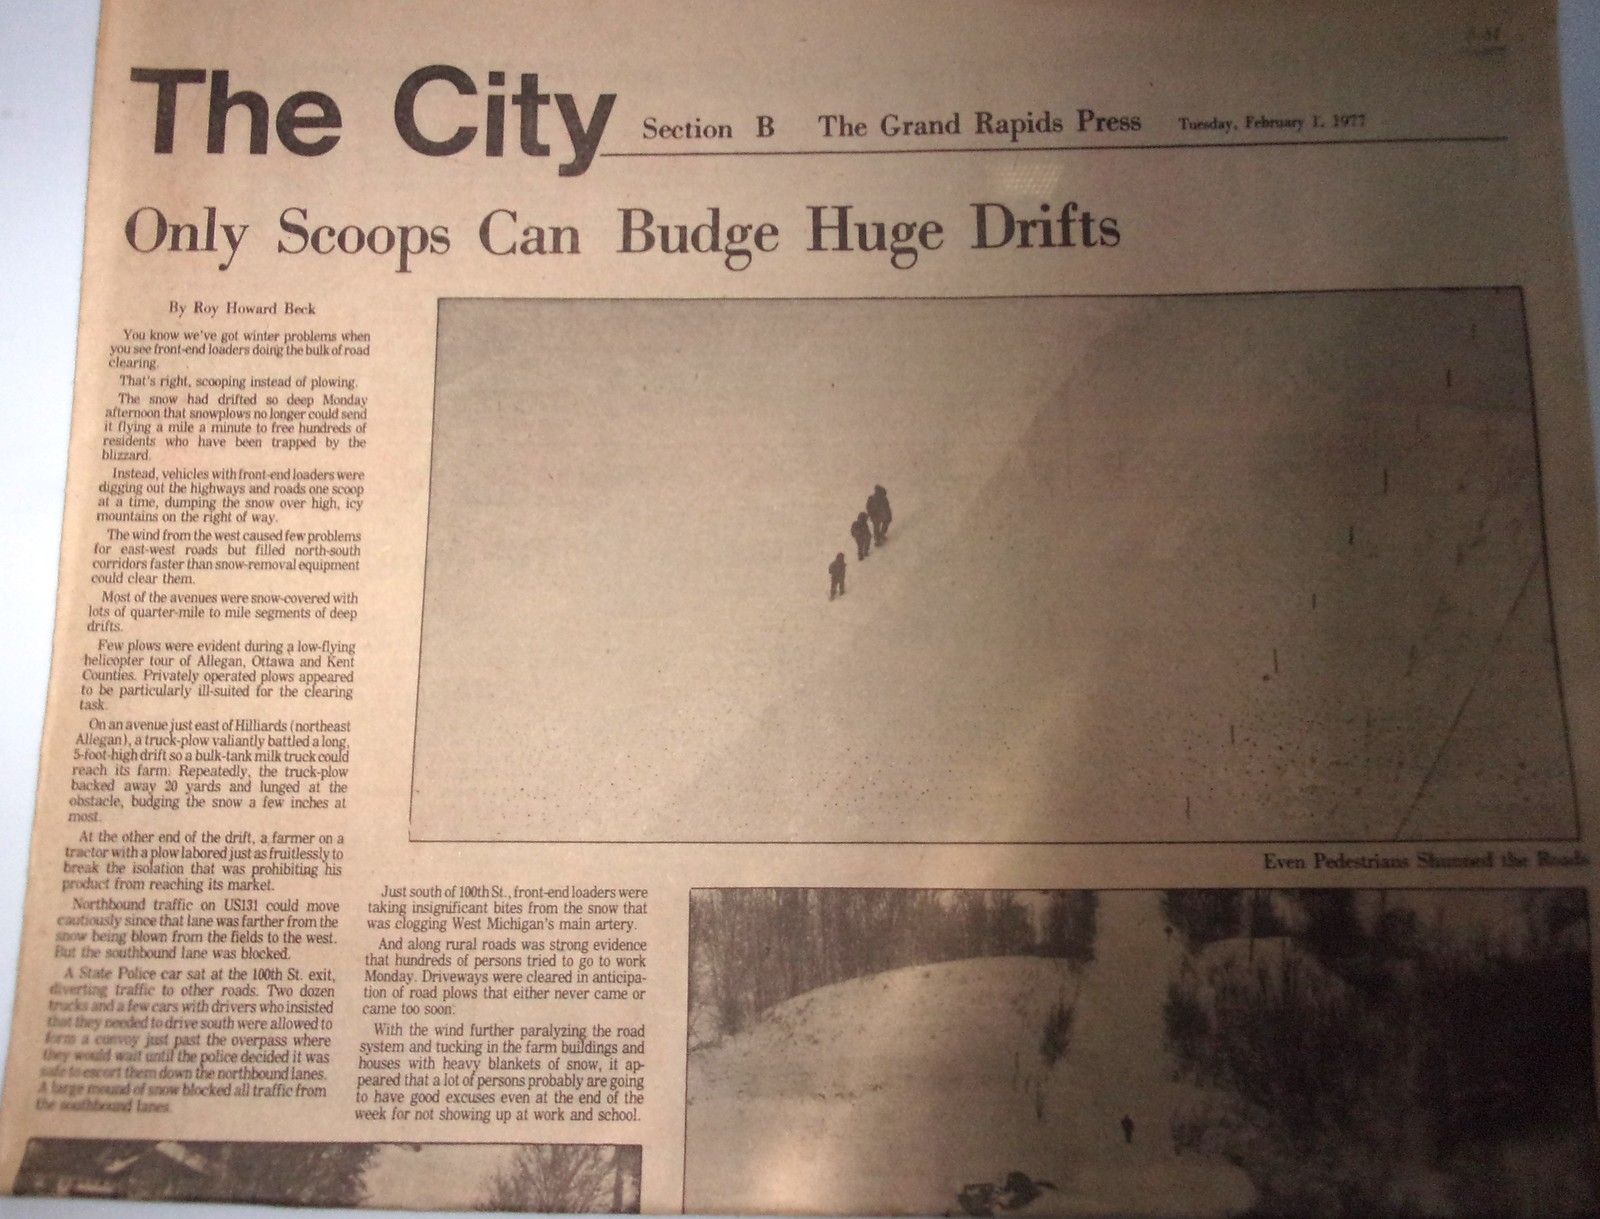 The City
Section B The Grand Rapids Press Tuesday, February 1, 1977
Only Scoops Can Budge Huge Drifts
By Roy Howard Beck
You know we've got winter problems when
you see front-end loaders doing the bulk of road
clearing.
That's right, scooping instead of plowing.
The snow had drifted so deep Monday
afternoon that snowplows no longer could send
it flying a mile a minute to free hundreds of
residents who have been trapped by the
blizzard.
Instead, vehicles with front-end loaders were
digging out the highways and roads one scoop
at a time, dumping the snow over high, icy
mountains on the right of way.
The wind from the west caused few problems
for east-west roads but filled north-south
corridors faster than snow-removal equipment
could clear them.
Most of the avenues were snow-covered with
lots of quarter-mile to mile segments of deep
drifts.
Few plows were evident during a low-flying
helicopter tour of Allegan, Ottawa and Kent
Counties. Privately operated plows appeared
to be particularly ill-suited for the clearing
task.
On an avenue just east of Hilliards (northeast
Allegan), a truck-plow valiantly battled a long,
5-foot-high drift so a bulk-tank milk truck could
reach its farm. Repeatedly, the truck-plow
backed away 20 yards and lunged at the
obstacle, budging the snow a few inches at
most.
At the other end of the drift, a farmer on a
tractor with a plow labored just as fruitlessly to
break the isolation that was prohibiting his
product from reaching its market.
Northbound traffic on US131 could move
cautiously since that lane was farther from the
snow being blown from the fields to the west.
But the southbound lane was blocked.
A State Police car sat at the 100th St. exit,
diverting traffic to other roads. Two dozen
trucks and a few cars with drivers who insisted
that they needed to drive south were allowed to
form a convoy just past the overpass where
they would wait until the police decided it was
safe to escort them down the northbound lanes.
A large mound of snow blocked all traffic from
the southbound lanes.
Just south of 100th St., front-end loaders were
taking insignificant bites from the snow that
was clogging West Michigan's main artery.
And along rural roads was strong evidence
that hundreds of persons tried to go to work
Monday. Driveways were cleared in anticipa-
tion of road plows that either never came or
came too soon.
With the wind further paralyzing the road
system and tucking in the farm buildings and
houses with heavy blankets of snow, it ap-
peared that a lot of persons probably are going
to have good excuses even at the end of the
week for not showing up at work and school.
Even Pedestrians Shunned the Roads